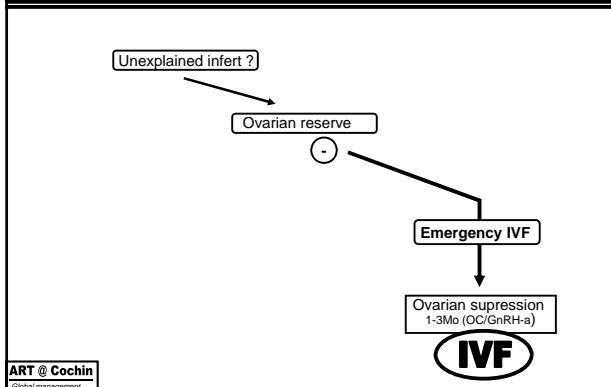 Unexplained infert ?
Ovarian reserve
-
Emergency IVF
Ovarian supression
1-3Mo (OC/GnRH-a)
IVF
ART @ Cochin
Global management